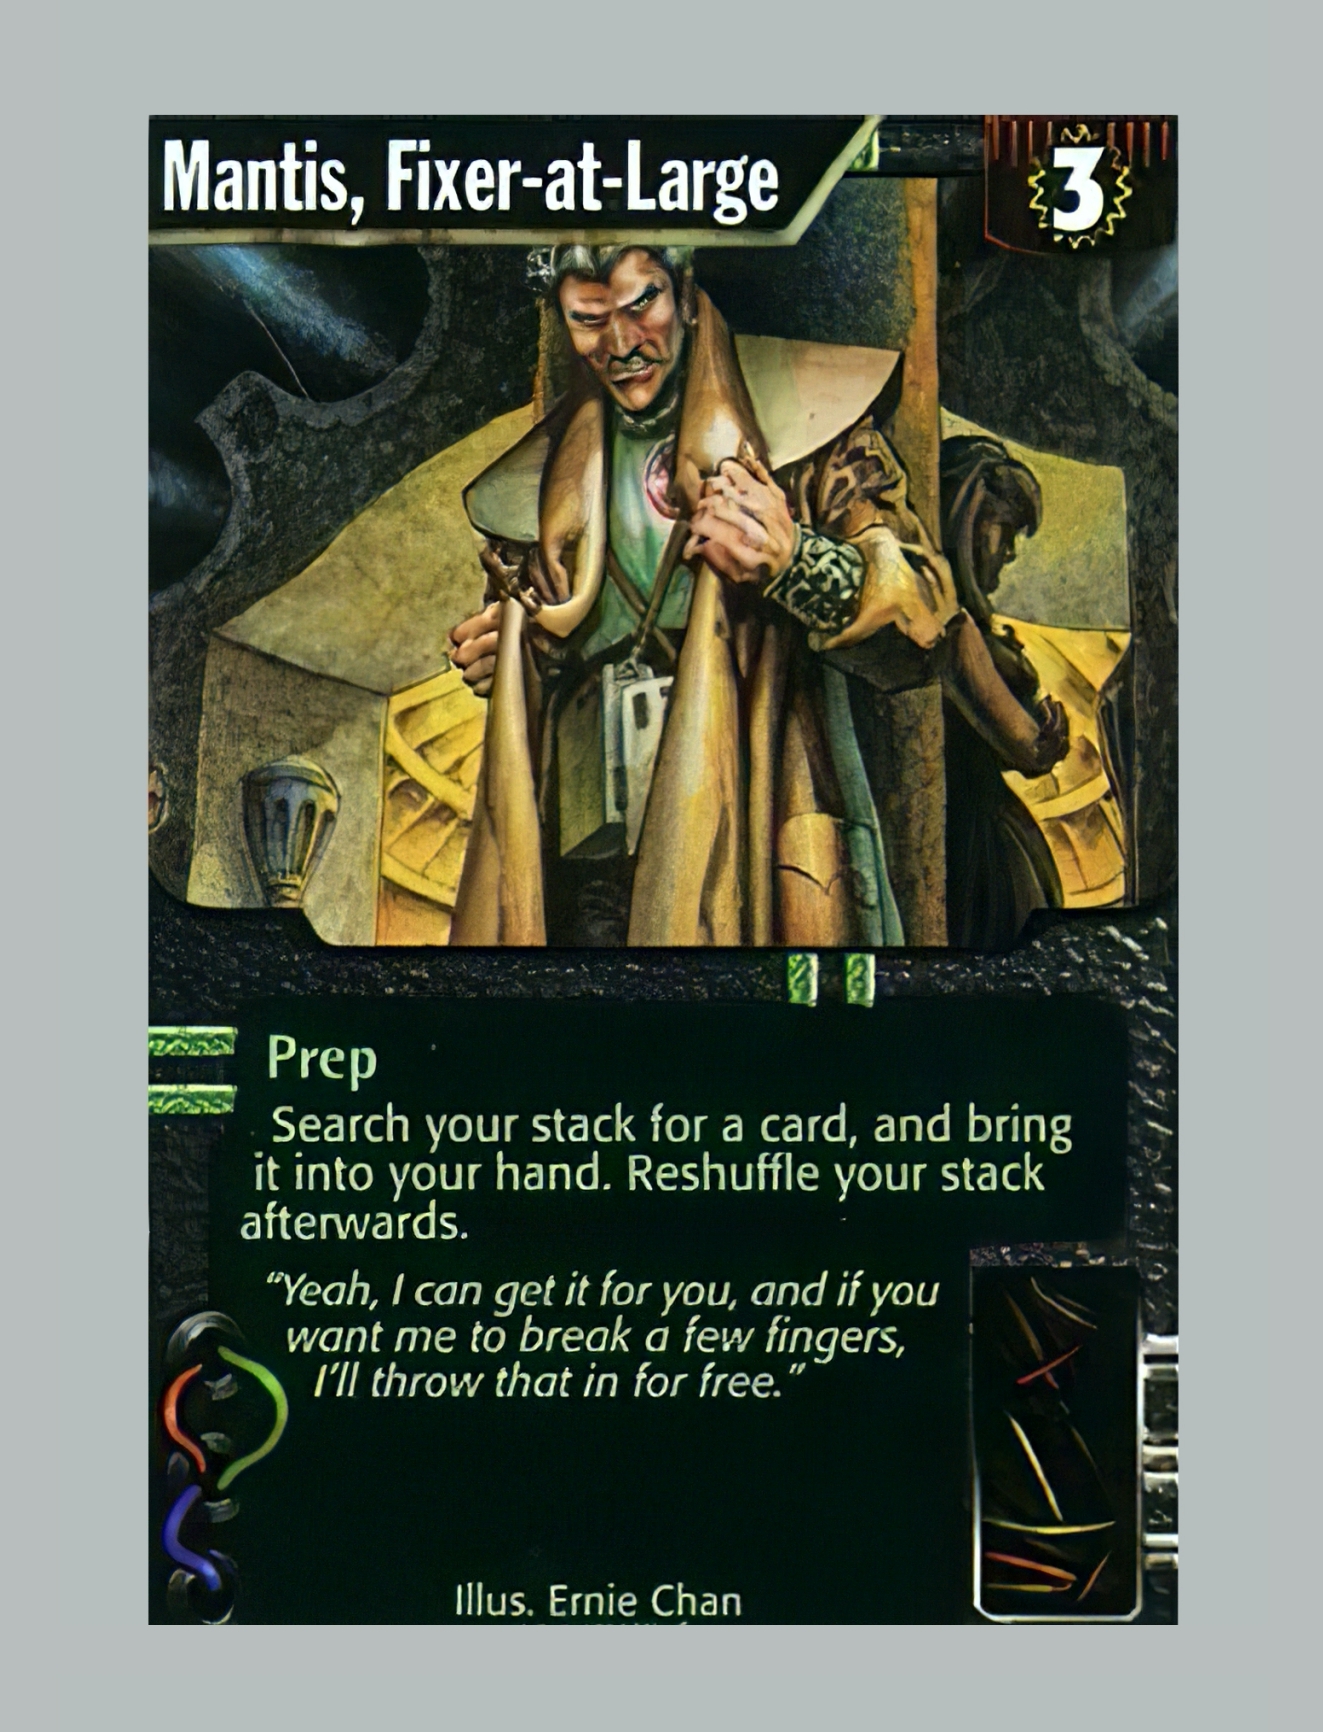 Mantis, Fixer-at-Large
3
Prep
Search your stack for a card, and bring
it into your hand. Reshuffle your stack
afterwards.
“Yeah, I can get it for you, and if you
want me to break a few fingers,
I’ll throw that in for free.”
Illus. Ernie Chan